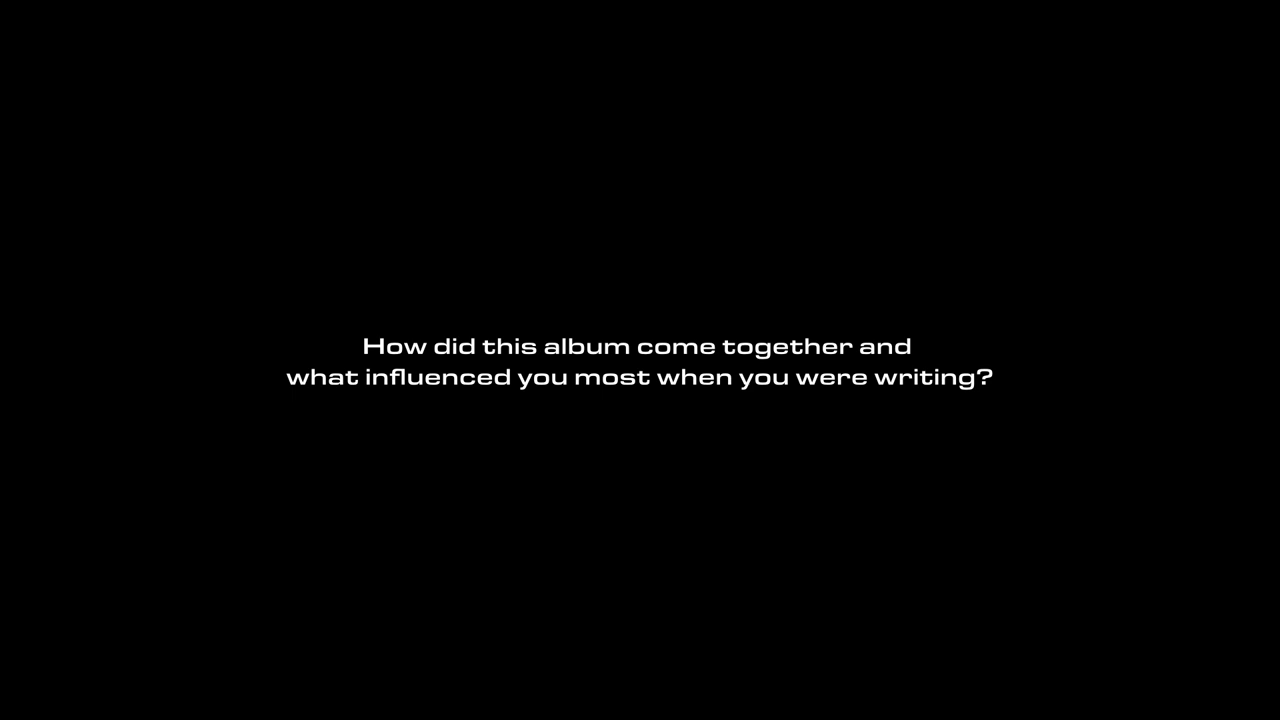 How did this album come together and
what influenced you most when you were writing?